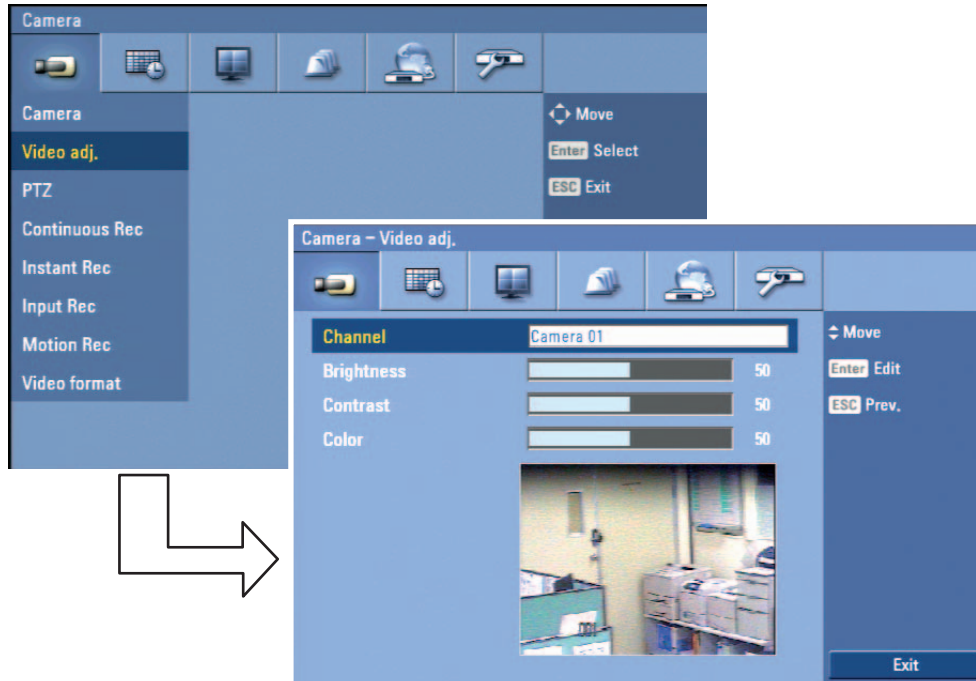 Camera
Camera
Video adj.
PTZ
Continuous Rec
Instant Rec
Input Rec
Motion Rec
Video format
Move
Enter Select
ESC Exit
Camera – Video adj.
Channel Camera 01
Brightness 50
Contrast 50
Color 50
Move
Enter Edit
ESC Prev.
Exit